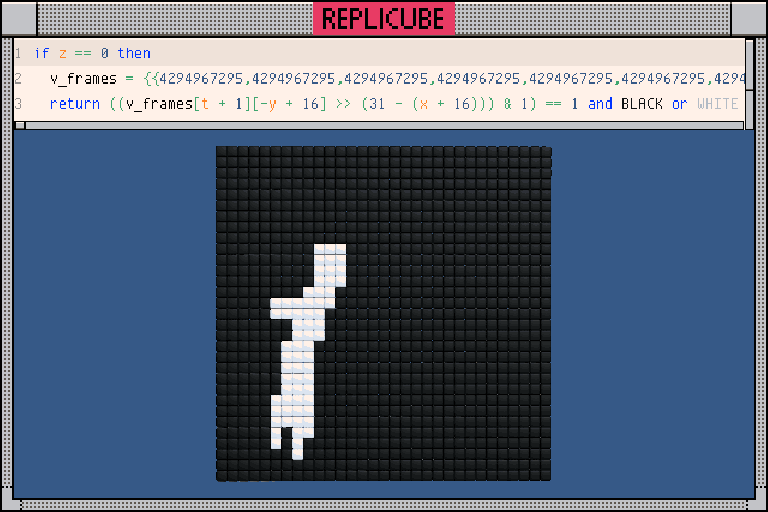 REPLICUBE
1 if z == 0 then
2 v_frames = {{4294967295,4294967295,4294967295,4294967295,4294967295,4294967295,4294
3 return ((v_frames[t + 1][-y + 16] >> (31 - (x + 16))) & 1) == 1 and BLACK or WHITE